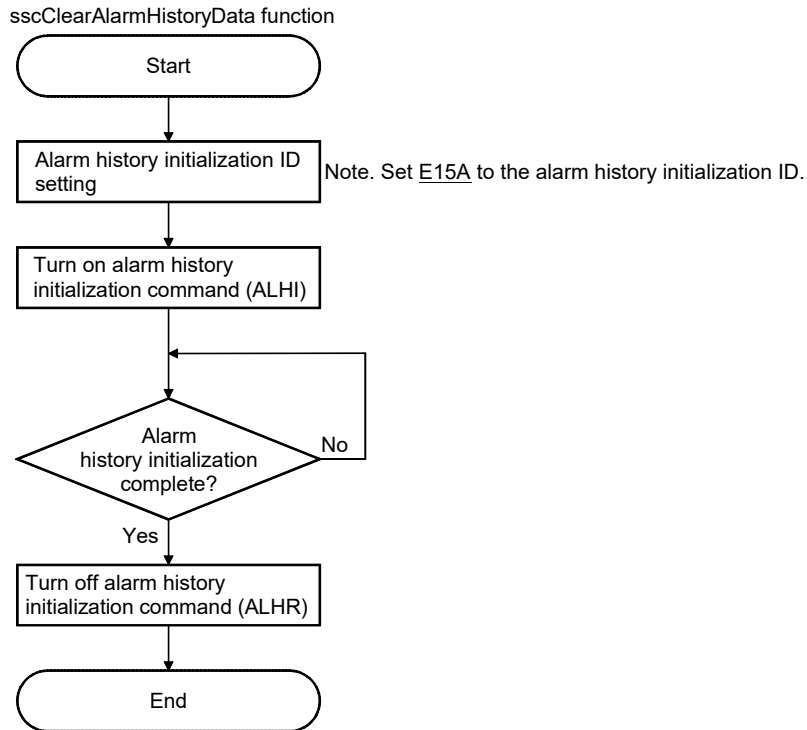 sscClearAlarmHistoryData function
Start
Alarm history initialization ID
setting
Note. Set E15A to the alarm history initialization ID.
Turn on alarm history
initialization command (ALHI)
Alarm
history initialization
complete?
No
Yes
Turn off alarm history
initialization command (ALHR)
End